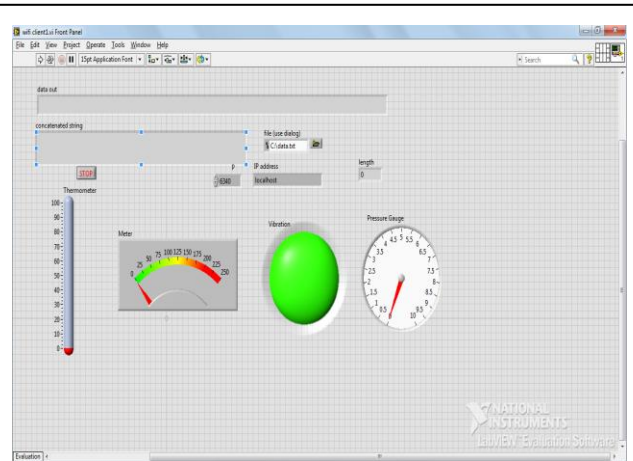 wifi client1.vi Front Panel
File Edit View Project Operate Tools Window Help
15pt Application Font
Search
data out
concatenated string
file (use dialog)
C:\data.txt
STOP
P
IP address
length
6340
localhost
0
Thermometer
100
90
80
70
60
50
40
30
20
10
0
Meter
0 25 50 75 100 125 150 175 200 225 250
Vibration
Pressure Gauge
0 0.5 1 1.5 2 2.5 3 3.5 4 4.5 5 5.5 6 7 7.5 8 8.5 9 9.5 10
NATIONAL
INSTRUMENTS
LabVIEW Evaluation Software
Evaluation